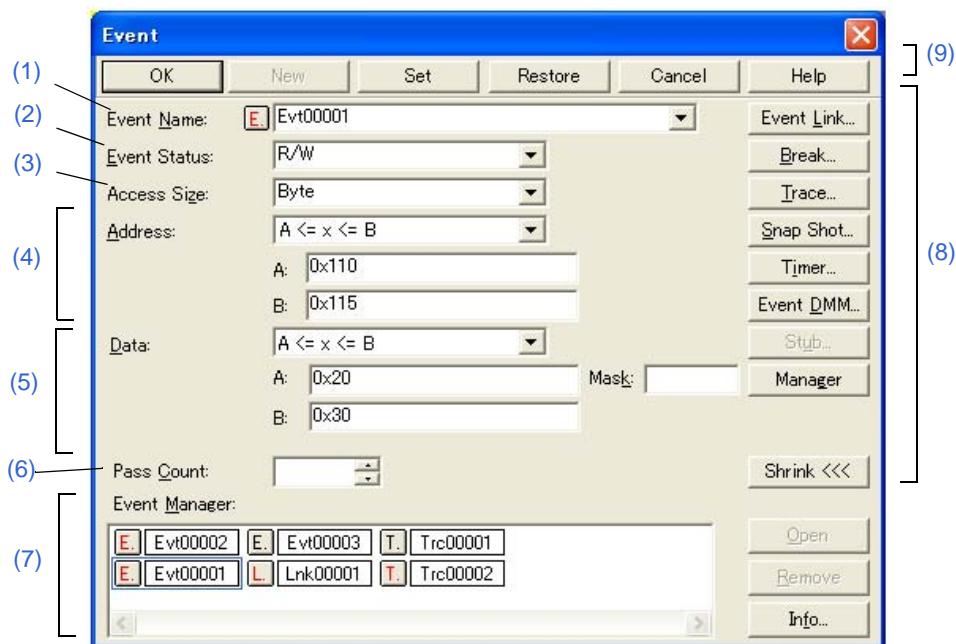 Event
(9)
OK New Set Restore Cancel Help
(1)
Event Name: E. Evt00001 Event Link...
(2)
Event Status: R/W Break...
(3)
Access Size: Byte Trace...
Address: A <= x <= B Snap Shot...
(4)
(8)
A: 0x110 Timer...
B: 0x115 Event DMM...
Data: A <= x <= B Stub...
(5)
A: 0x20 Mask: Manager
B: 0x30
(6)
Pass Count: Shrink <<<
Event Manager:
(7)
E. Evt00002 E. Evt00003 T. Trc00001 Open
E. Evt00001 L. Lnk00001 T. Trc00002 Remove
Info...